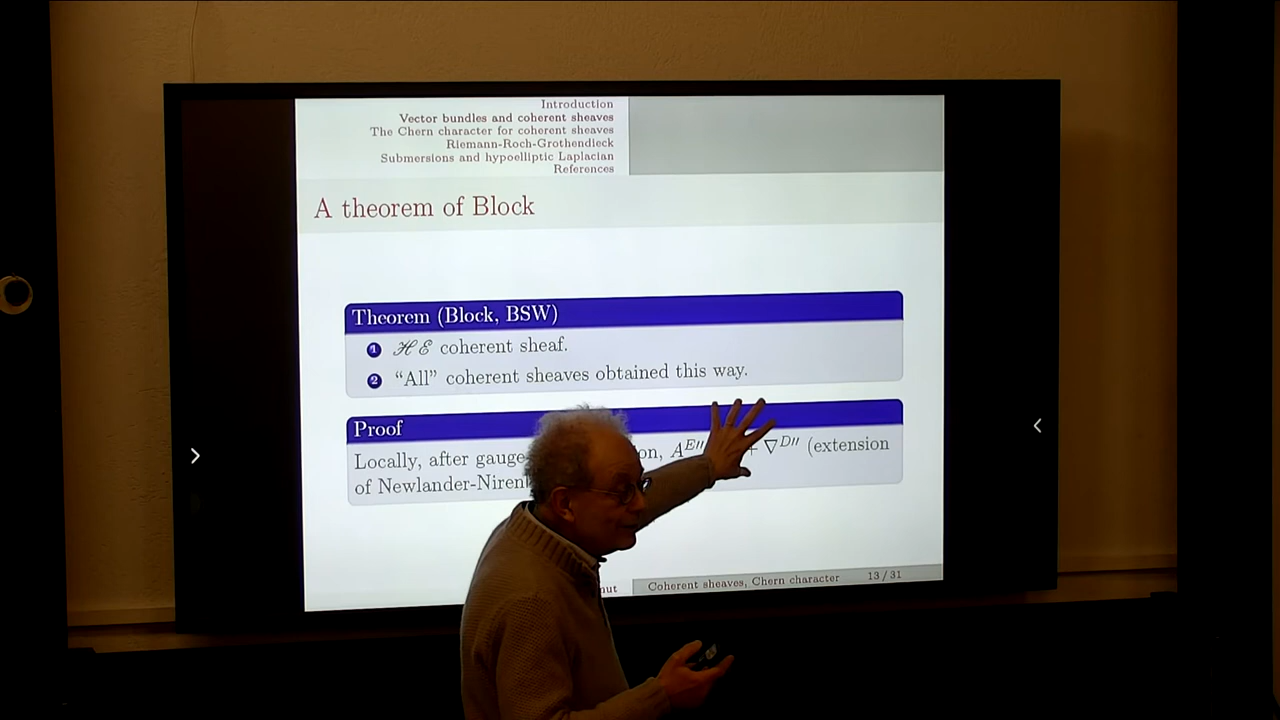 Introduction
Vector bundles and coherent sheaves
The Chern character for coherent sheaves
Riemann-Roch-Grothendieck
Submersions and hypoelliptic Laplacian
References
A theorem of Block
Theorem (Block, BSW)
1 ℋℰ coherent sheaf.
2 “All” coherent sheaves obtained this way.
Proof
Locally, after gauge on, A^{E″} + ∇^{D″} (extension
of Newlander-Niren
Coherent sheaves, Chern character 13 / 31